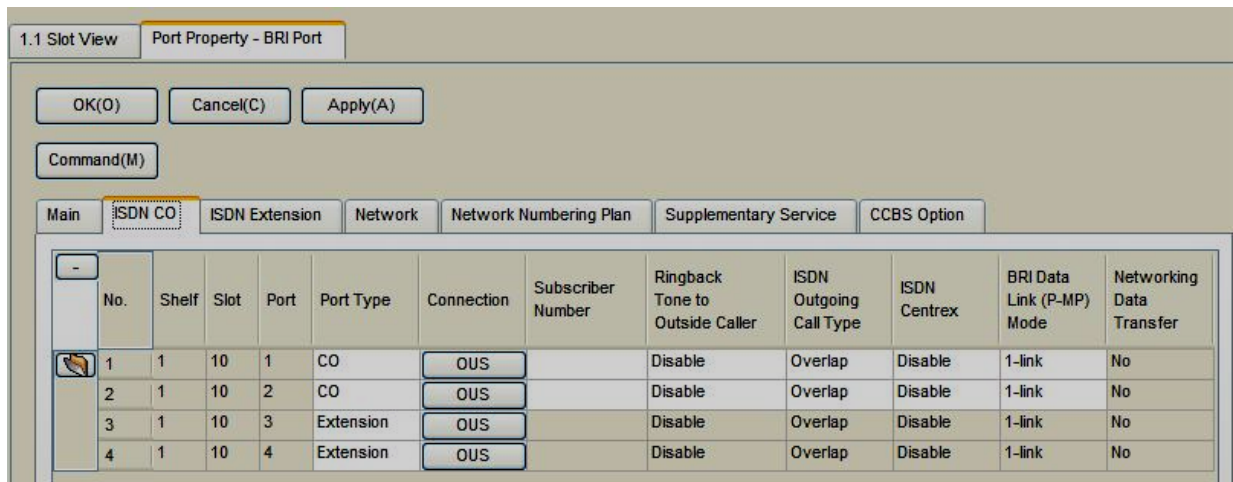 1.1 Slot View Port Property - BRI Port
OK(O) Cancel(C) Apply(A)
Command(M)
Main ISDN CO ISDN Extension Network Network Numbering Plan Supplementary Service CCBS Option
- No. Shelf Slot Port Port Type Connection Subscriber Number Ringback Tone to Outside Caller ISDN Outgoing Call Type ISDN Centrex BRI Data Link (P-MP) Mode Networking Data Transfer
1 1 10 1 CO OUS Disable Overlap Disable 1-link No
2 1 10 2 CO OUS Disable Overlap Disable 1-link No
3 1 10 3 Extension OUS Disable Overlap Disable 1-link No
4 1 10 4 Extension OUS Disable Overlap Disable 1-link No